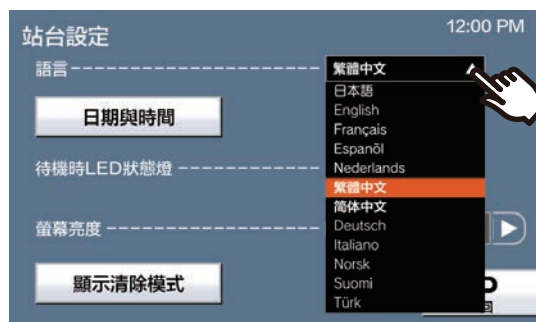 站台設定
12:00 PM
語言
繁體中文
日本語
English
Français
Espanõl
Nederlands
繁體中文
简体中文
Deutsch
Italiano
Norsk
Suomi
Türk
日期與時間
待機時LED狀態燈
螢幕亮度
顯示清除模式